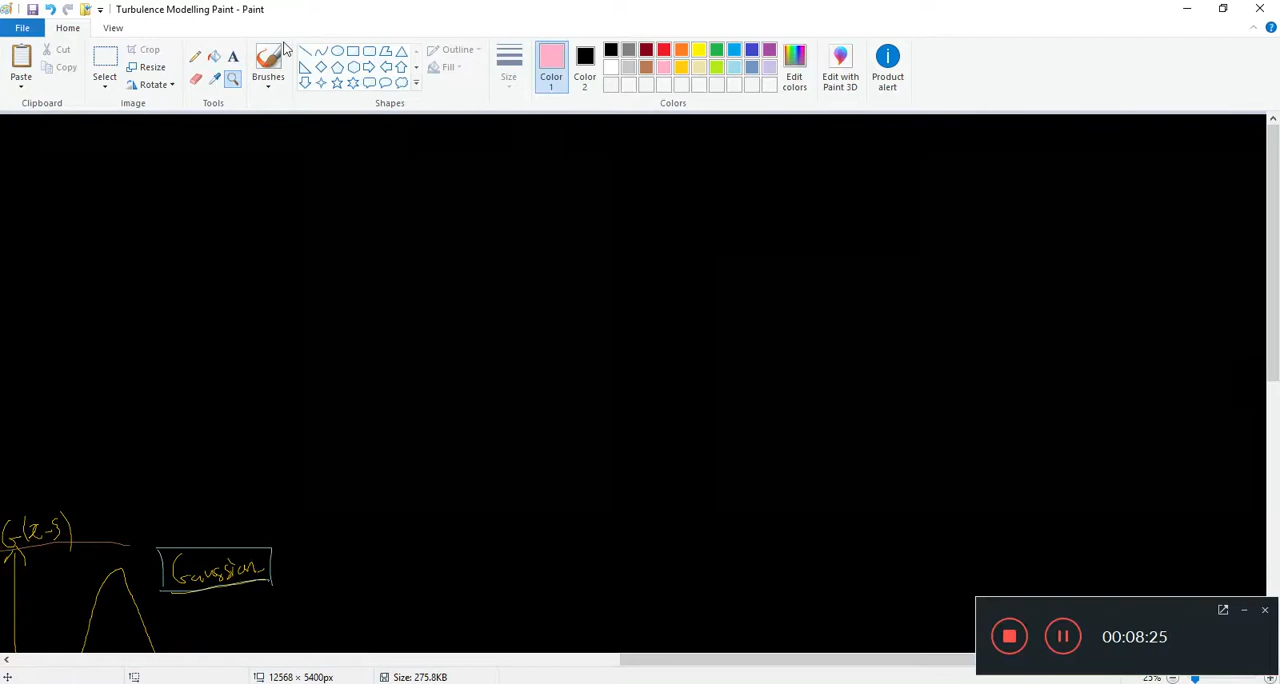 Turbulence Modelling Paint - Paint
File Home View
Paste Cut Copy Clipboard
Select Crop Resize Rotate Image
Tools
Brushes
Shapes Outline Fill
Size
Color 1 Color 2 Edit colors Colors
Edit with Paint 3D
Product alert
G(x-ξ)
Gaussian
00:08:25
12568 × 5400px
Size: 275.8KB
25%